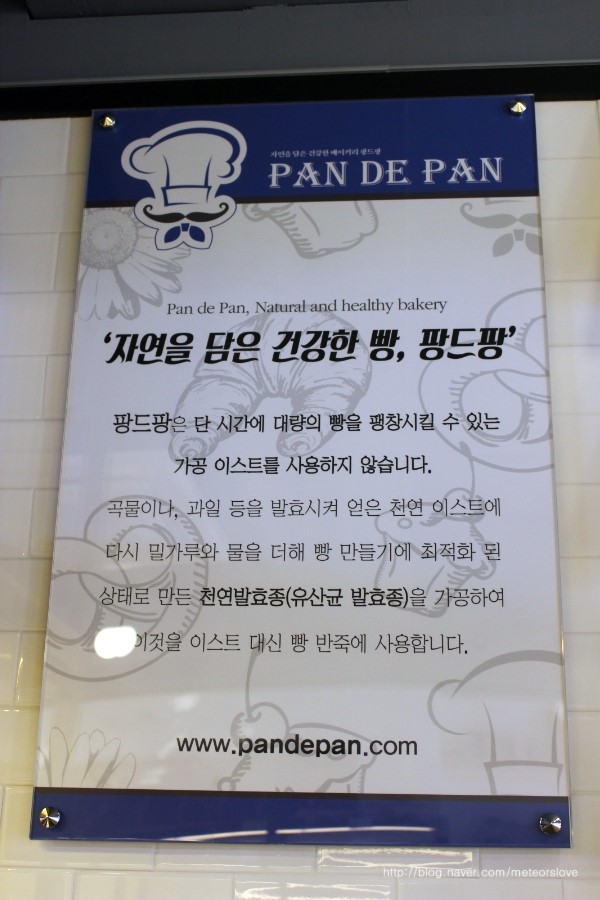 자연을 담은 건강한 베이커리 팡드팡
PAN DE PAN
Pan de Pan, Natural and healthy bakery
‘자연을 담은 건강한 빵, 팡드팡’
팡드팡은 단 시간에 대량의 빵을 팽창시킬 수 있는
가공 이스트를 사용하지 않습니다.
곡물이나, 과일 등을 발효시켜 얻은 천연 이스트에
다시 밀가루와 물을 더해 빵 만들기에 최적화 된
상태로 만든 천연발효종(유산균 발효종)을 가공하여
이것을 이스트 대신 빵 반죽에 사용합니다.
www.pandepan.com
http://blog.naver.com/meteorslove